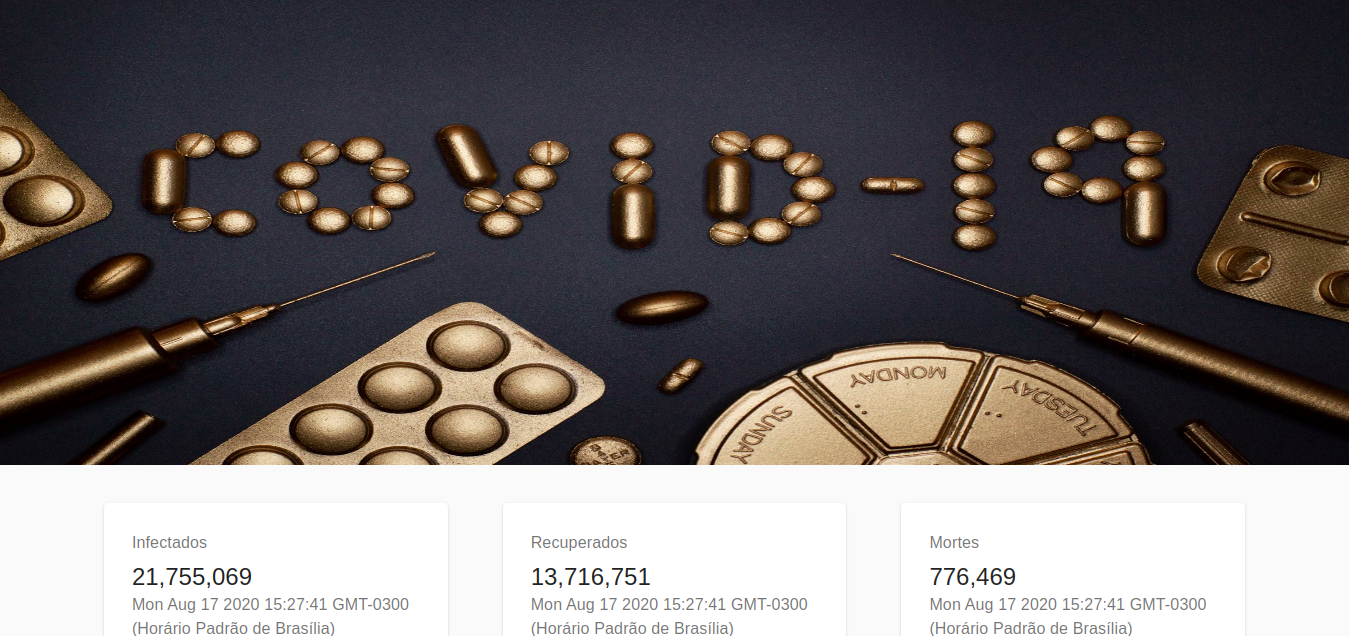 COVID-19
MONDAY
TUESDAY
SUNDAY
Infectados
21,755,069
Mon Aug 17 2020 15:27:41 GMT-0300
(Horário Padrão de Brasília)
Recuperados
13,716,751
Mon Aug 17 2020 15:27:41 GMT-0300
(Horário Padrão de Brasília)
Mortes
776,469
Mon Aug 17 2020 15:27:41 GMT-0300
(Horário Padrão de Brasília)